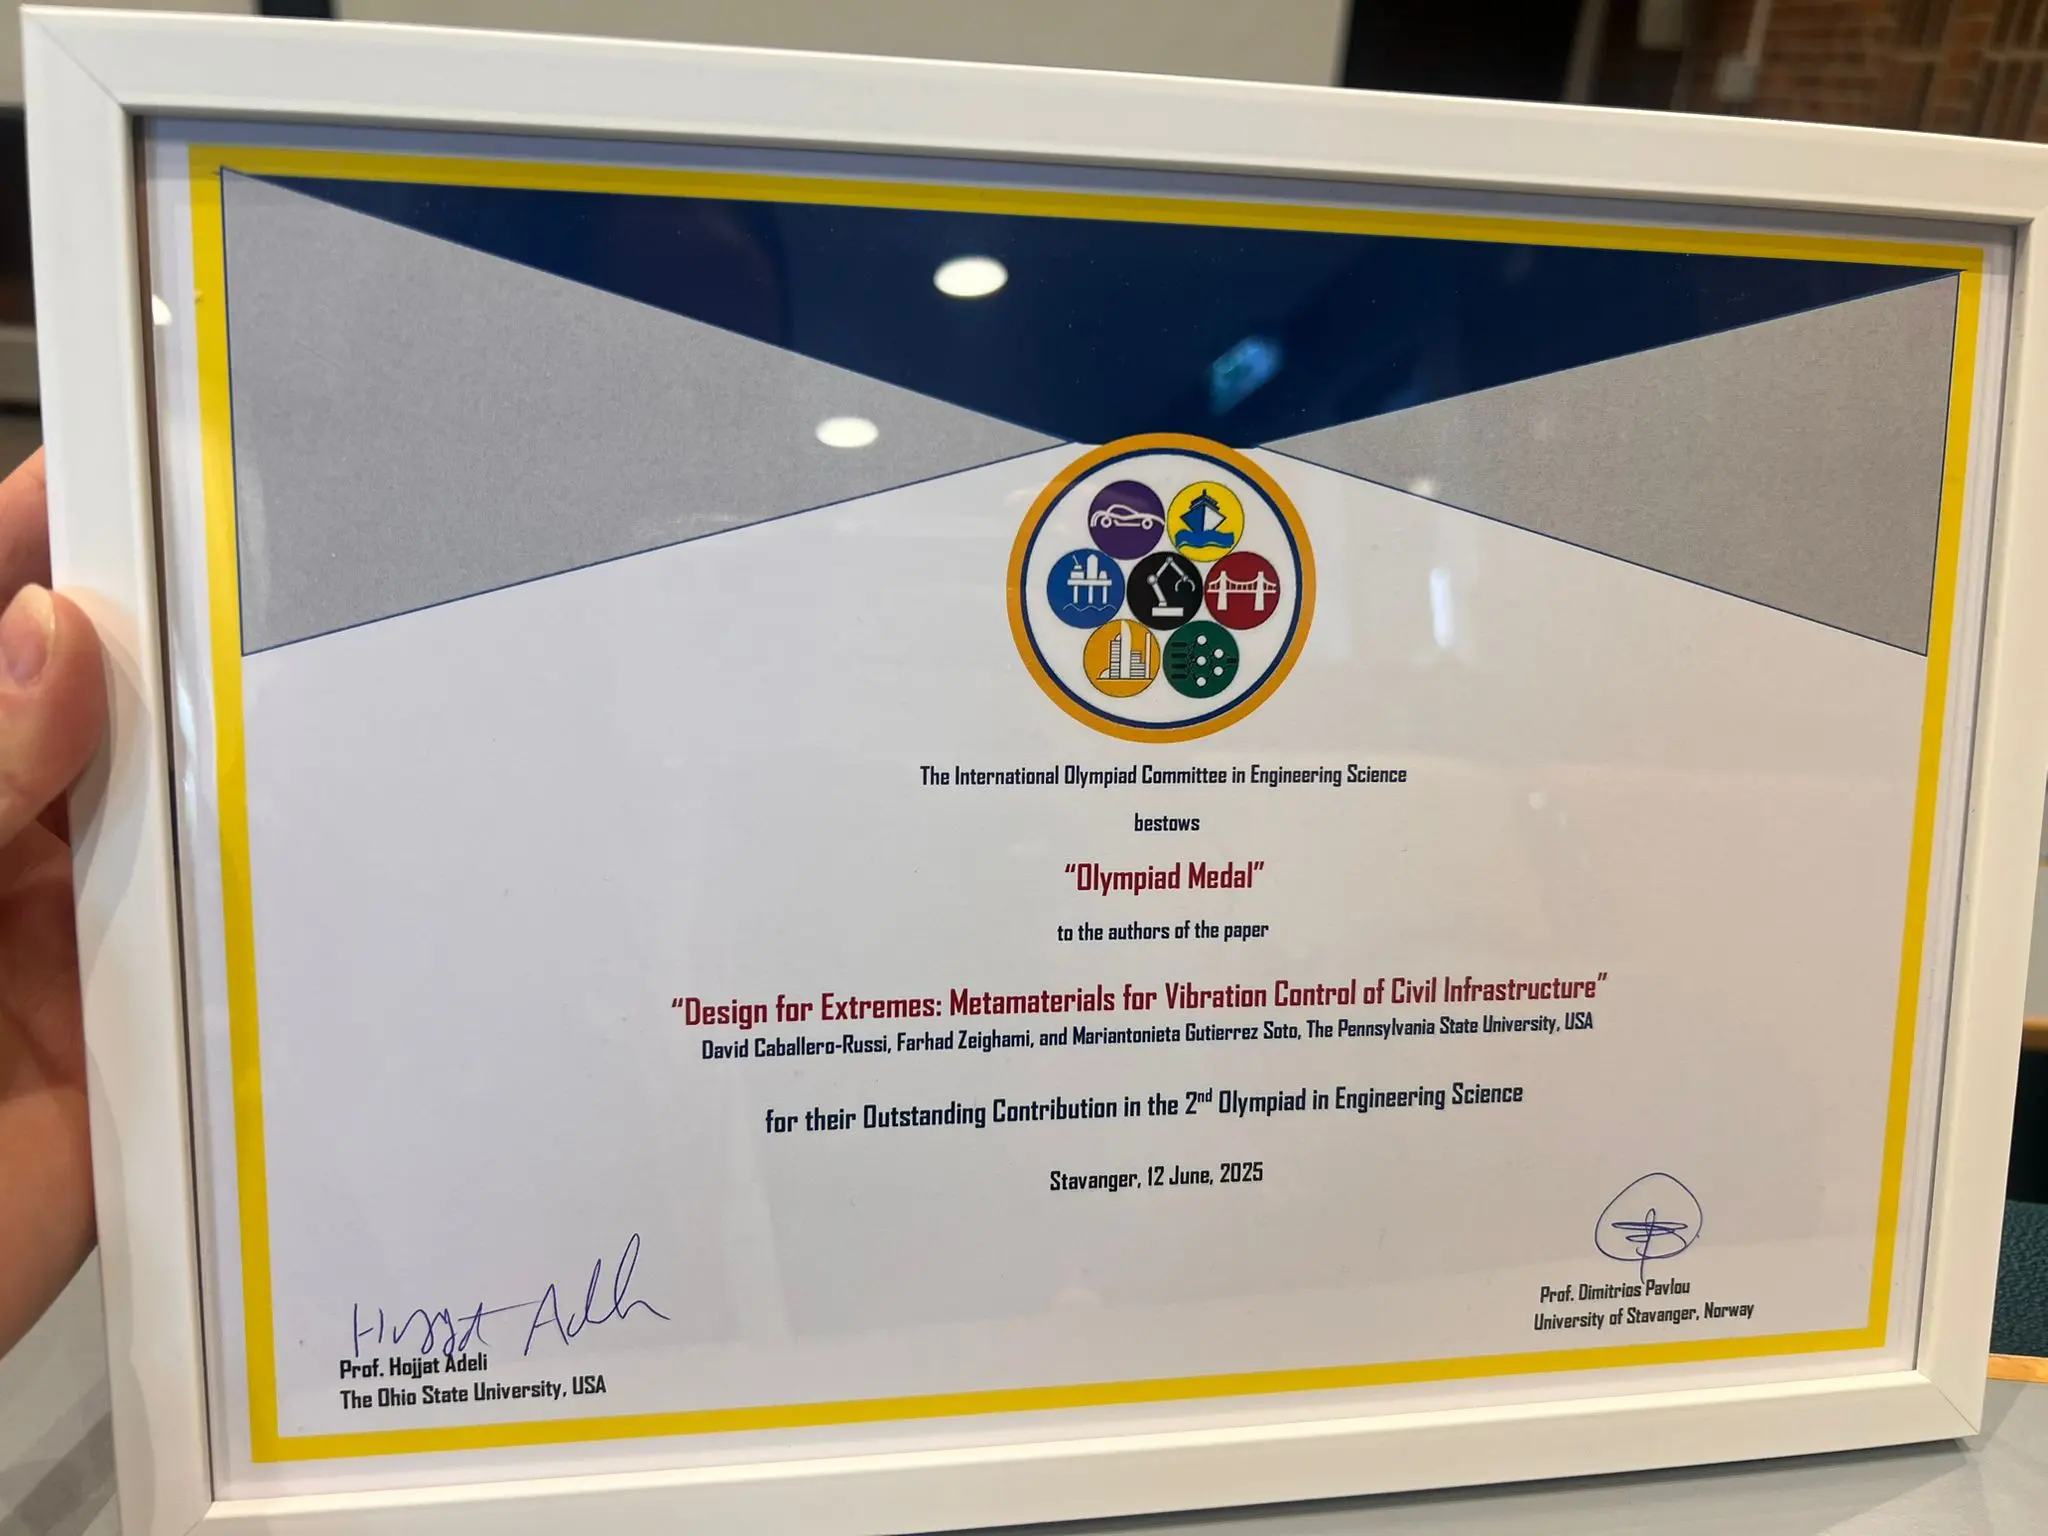 The International Olympiad Committee in Engineering Science
bestows
“Olympiad Medal”
to the authors of the paper
“Design for Extremes: Metamaterials for Vibration Control of Civil Infrastructure”
David Caballero-Russi, Farhad Zeighami, and Mariantonieta Gutierrez Soto, The Pennsylvania State University, USA
for their Outstanding Contribution in the 2nd Olympiad in Engineering Science
Stavanger, 12 June, 2025
Hojjat Adeli
Prof. Hojjat Adeli
The Ohio State University, USA
Prof. Dimitrios Pavlou
University of Stavanger, Norway